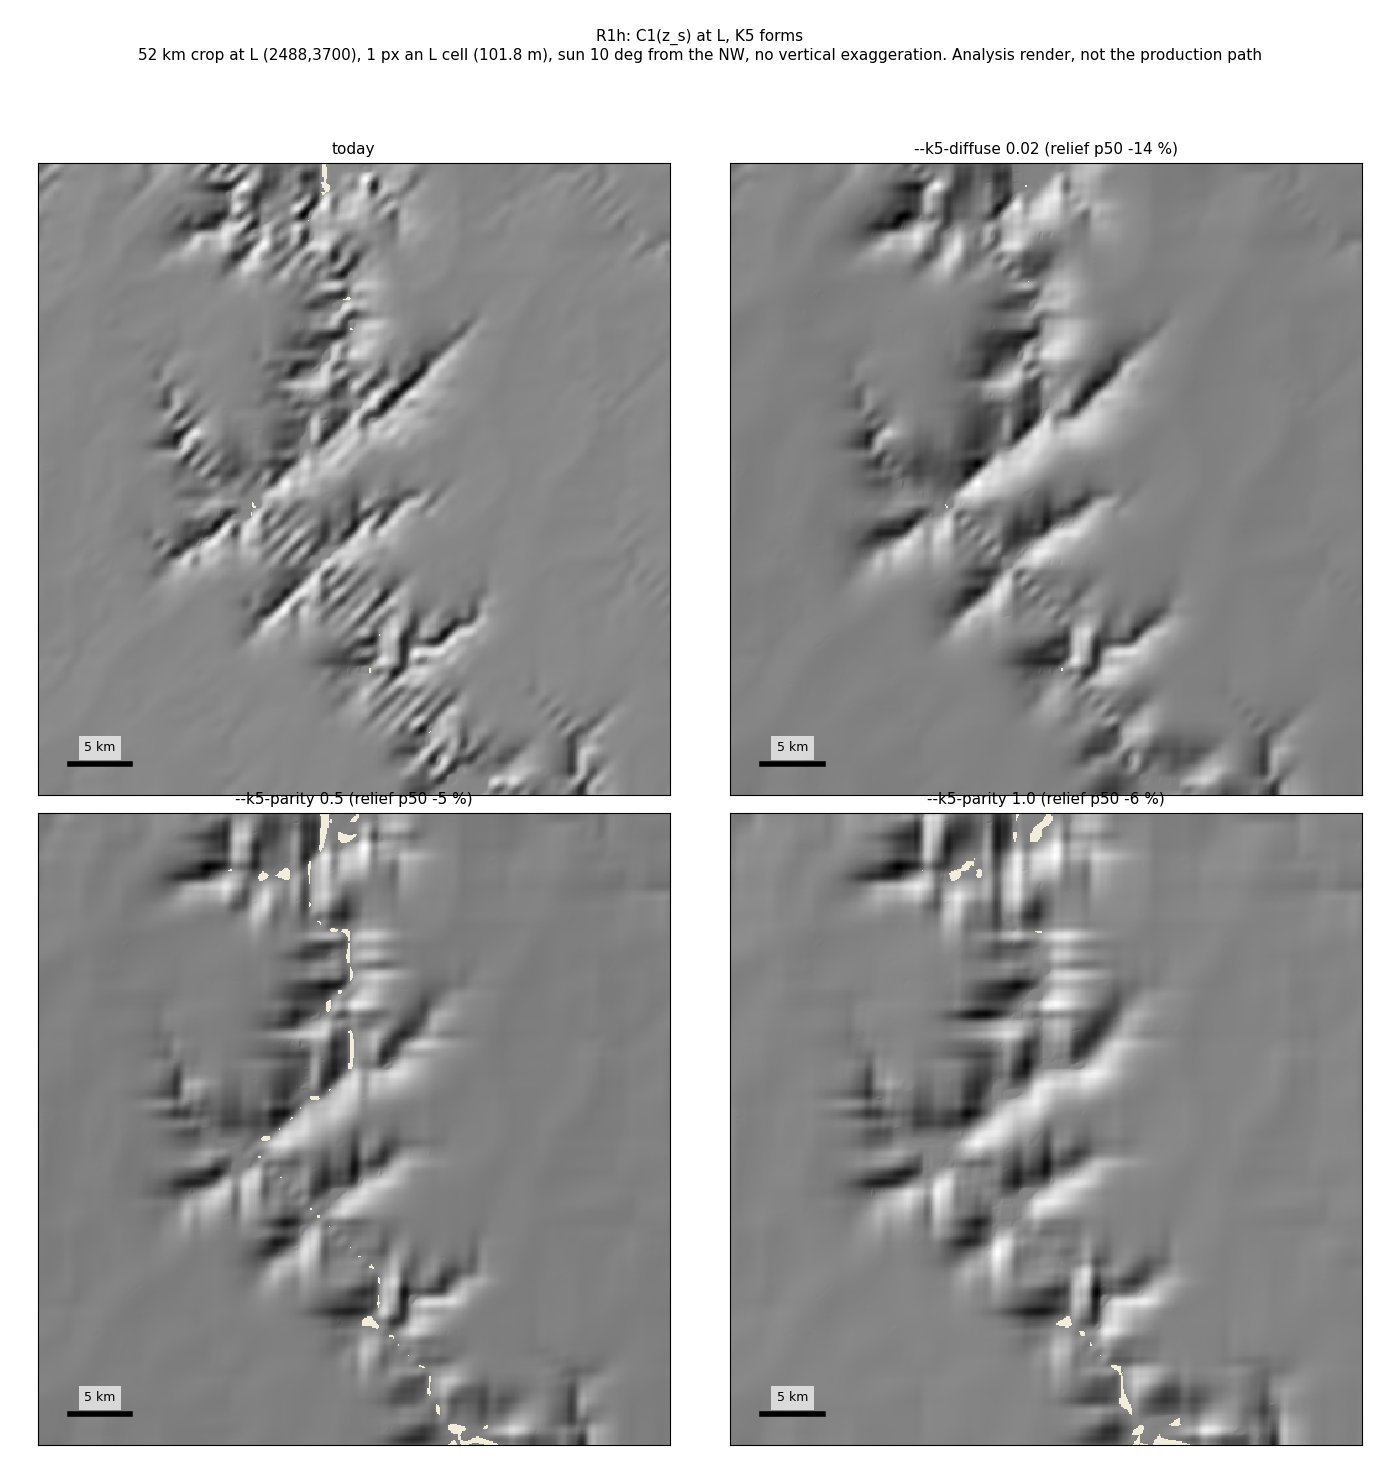 R1h: C1(z_s) at L, K5 forms
52 km crop at L (2488,3700), 1 px an L cell (101.8 m), sun 10 deg from the NW, no vertical exaggeration. Analysis render, not the production path
today
--k5-diffuse 0.02 (relief p50 -14 %)
5 km
5 km
--k5-parity 0.5 (relief p50 -5 %)
--k5-parity 1.0 (relief p50 -6 %)
5 km
5 km